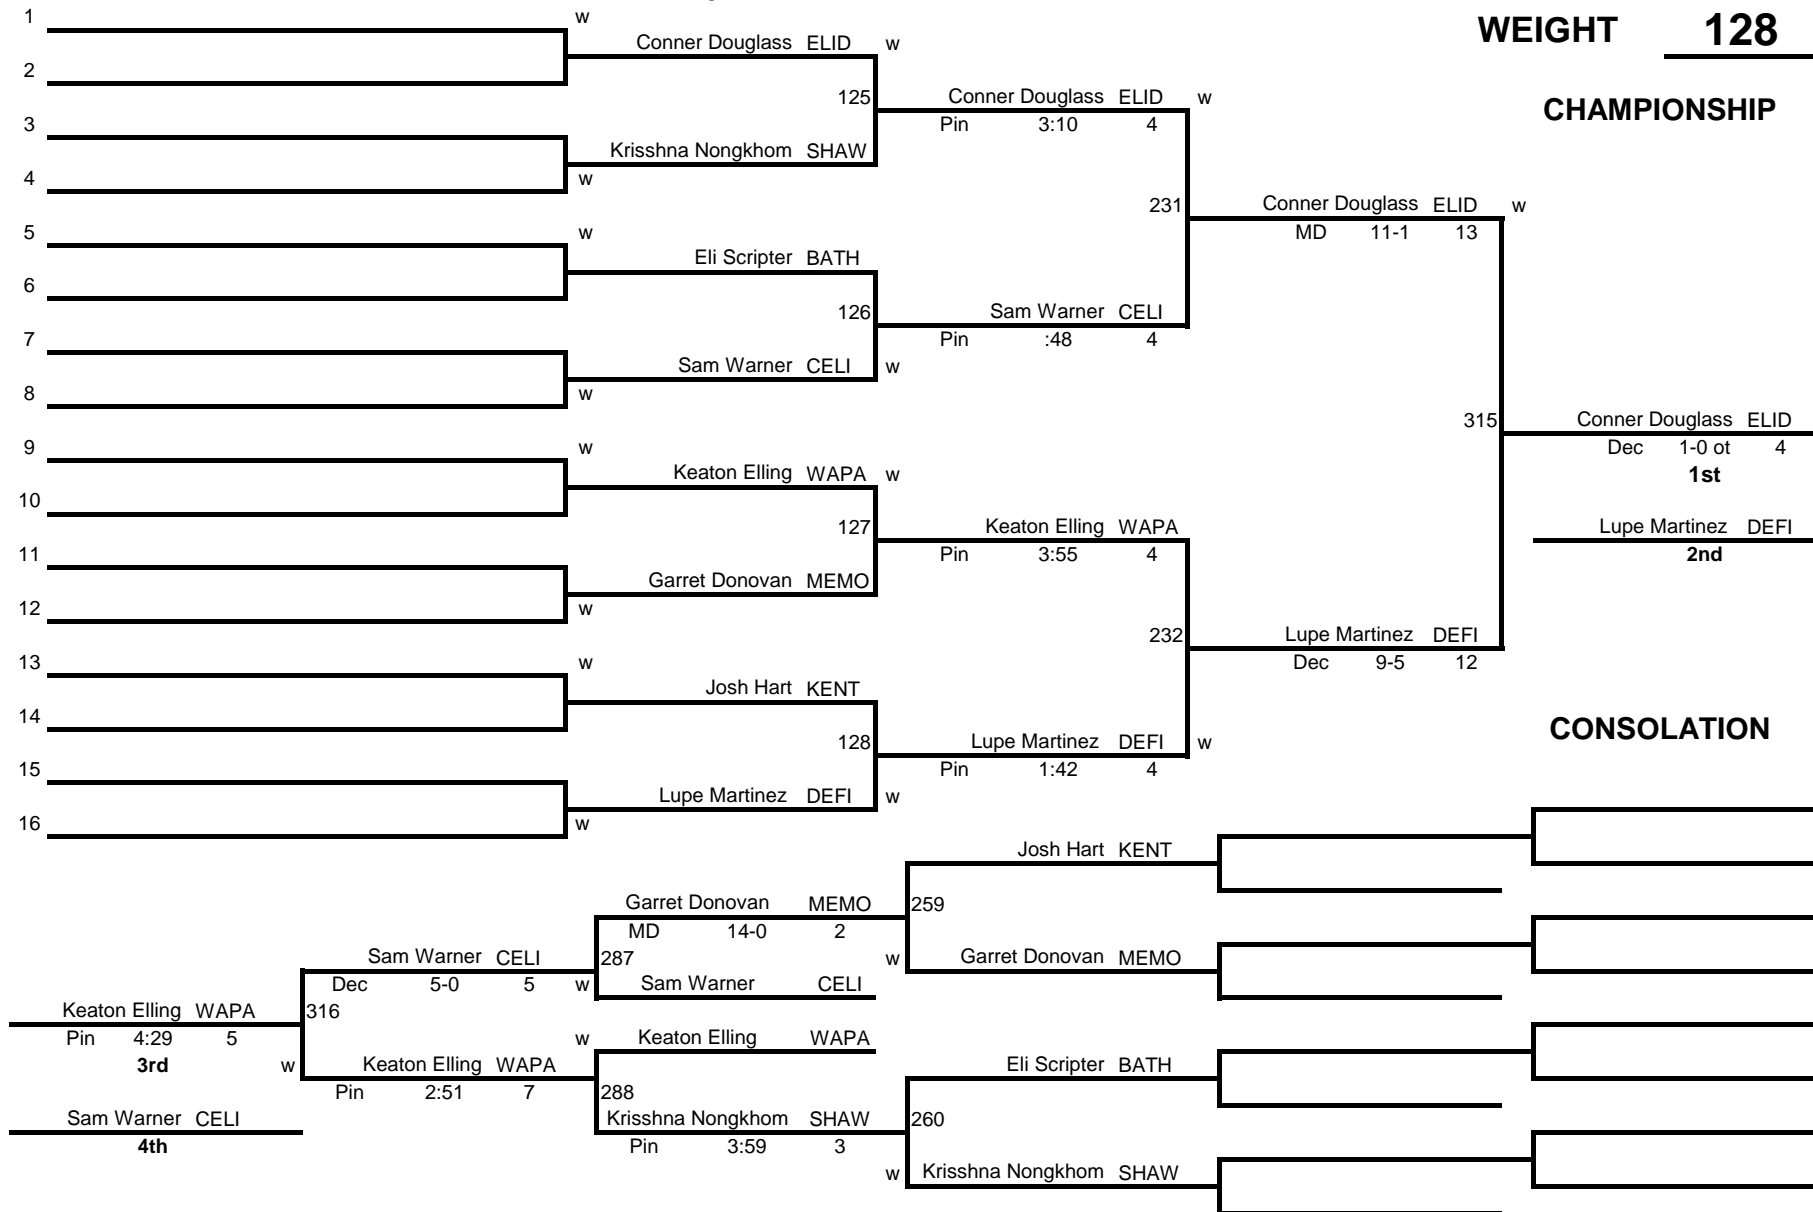 1 w
WEIGHT 128
Conner Douglass ELID w
2
125 Conner Douglass ELID w
Pin 3:10 4
CHAMPIONSHIP
3
Krisshna Nongkhom SHAW
4 w
231 Conner Douglass ELID w
MD 11-1 13
5 w
Eli Scripter BATH
6
126 Sam Warner CELI
Pin :48 4
7
Sam Warner CELI w
8 w
315 Conner Douglass ELID
Dec 1-0 ot 4
1st
9 w
Keaton Elling WAPA w
10
127 Keaton Elling WAPA
Pin 3:55 4
Lupe Martinez DEFI
2nd
11
Garret Donovan MEMO
12 w
232 Lupe Martinez DEFI
Dec 9-5 12
13 w
Josh Hart KENT
14
128 Lupe Martinez DEFI w
Pin 1:42 4
CONSOLATION
15
Lupe Martinez DEFI w
16 w
Josh Hart KENT
Garret Donovan MEMO 259
MD 14-0 2
Sam Warner CELI 287 w Garret Donovan MEMO
Dec 5-0 5 w Sam Warner CELI
Keaton Elling WAPA 316
Pin 4:29 5
w Keaton Elling WAPA
3rd w Keaton Elling WAPA Eli Scripter BATH
Pin 2:51 7 288
Sam Warner CELI Krisshna Nongkhom SHAW 260
4th Pin 3:59 3
w Krisshna Nongkhom SHAW